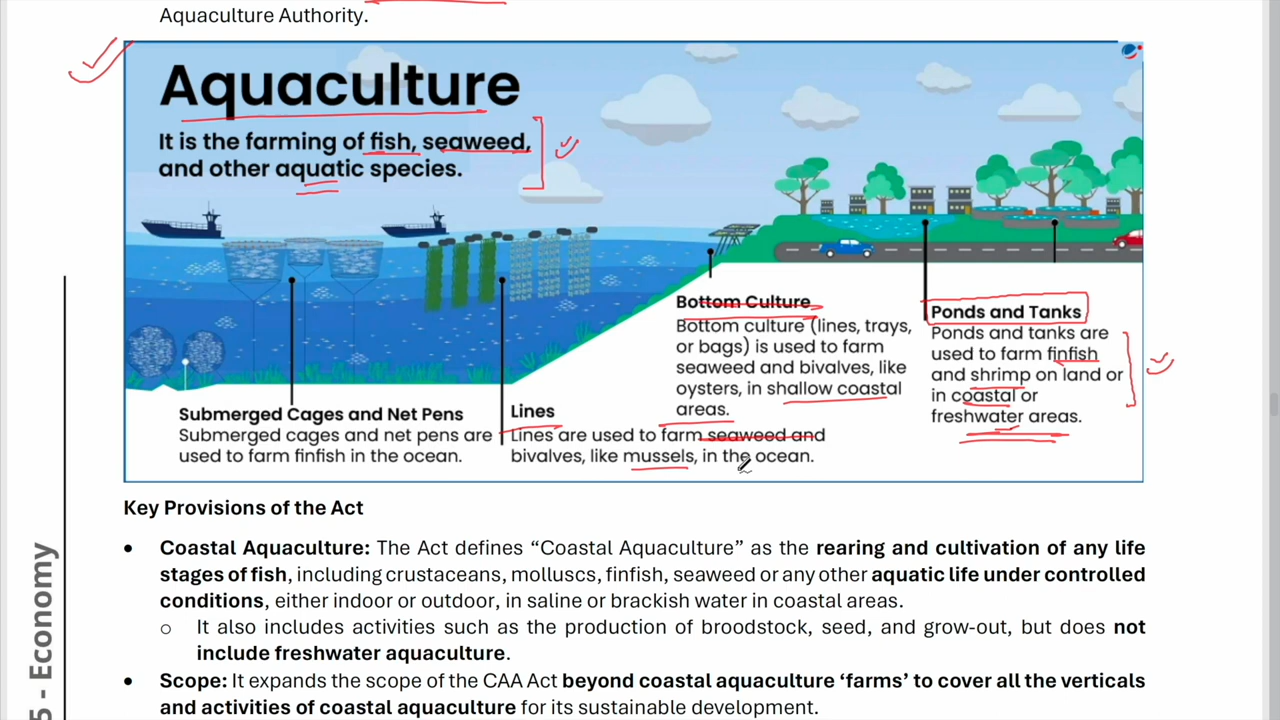 Aquaculture Authority.
Aquaculture
It is the farming of fish, seaweed,
and other aquatic species.
Bottom Culture
Bottom culture (lines, trays,
or bags) is used to farm
seaweed and bivalves, like
oysters, in shallow coastal
areas.
Ponds and Tanks
Ponds and tanks are
used to farm finfish
and shrimp on land or
in coastal or
freshwater areas.
Submerged Cages and Net Pens
Submerged cages and net pens are
used to farm finfish in the ocean.
Lines
Lines are used to farm seaweed and
bivalves, like mussels, in the ocean.
Key Provisions of the Act
• Coastal Aquaculture: The Act defines “Coastal Aquaculture” as the rearing and cultivation of any life
stages of fish, including crustaceans, molluscs, finfish, seaweed or any other aquatic life under controlled
conditions, either indoor or outdoor, in saline or brackish water in coastal areas.
o It also includes activities such as the production of broodstock, seed, and grow-out, but does not
include freshwater aquaculture.
• Scope: It expands the scope of the CAA Act beyond coastal aquaculture ‘farms’ to cover all the verticals
and activities of coastal aquaculture for its sustainable development.
5 - Economy